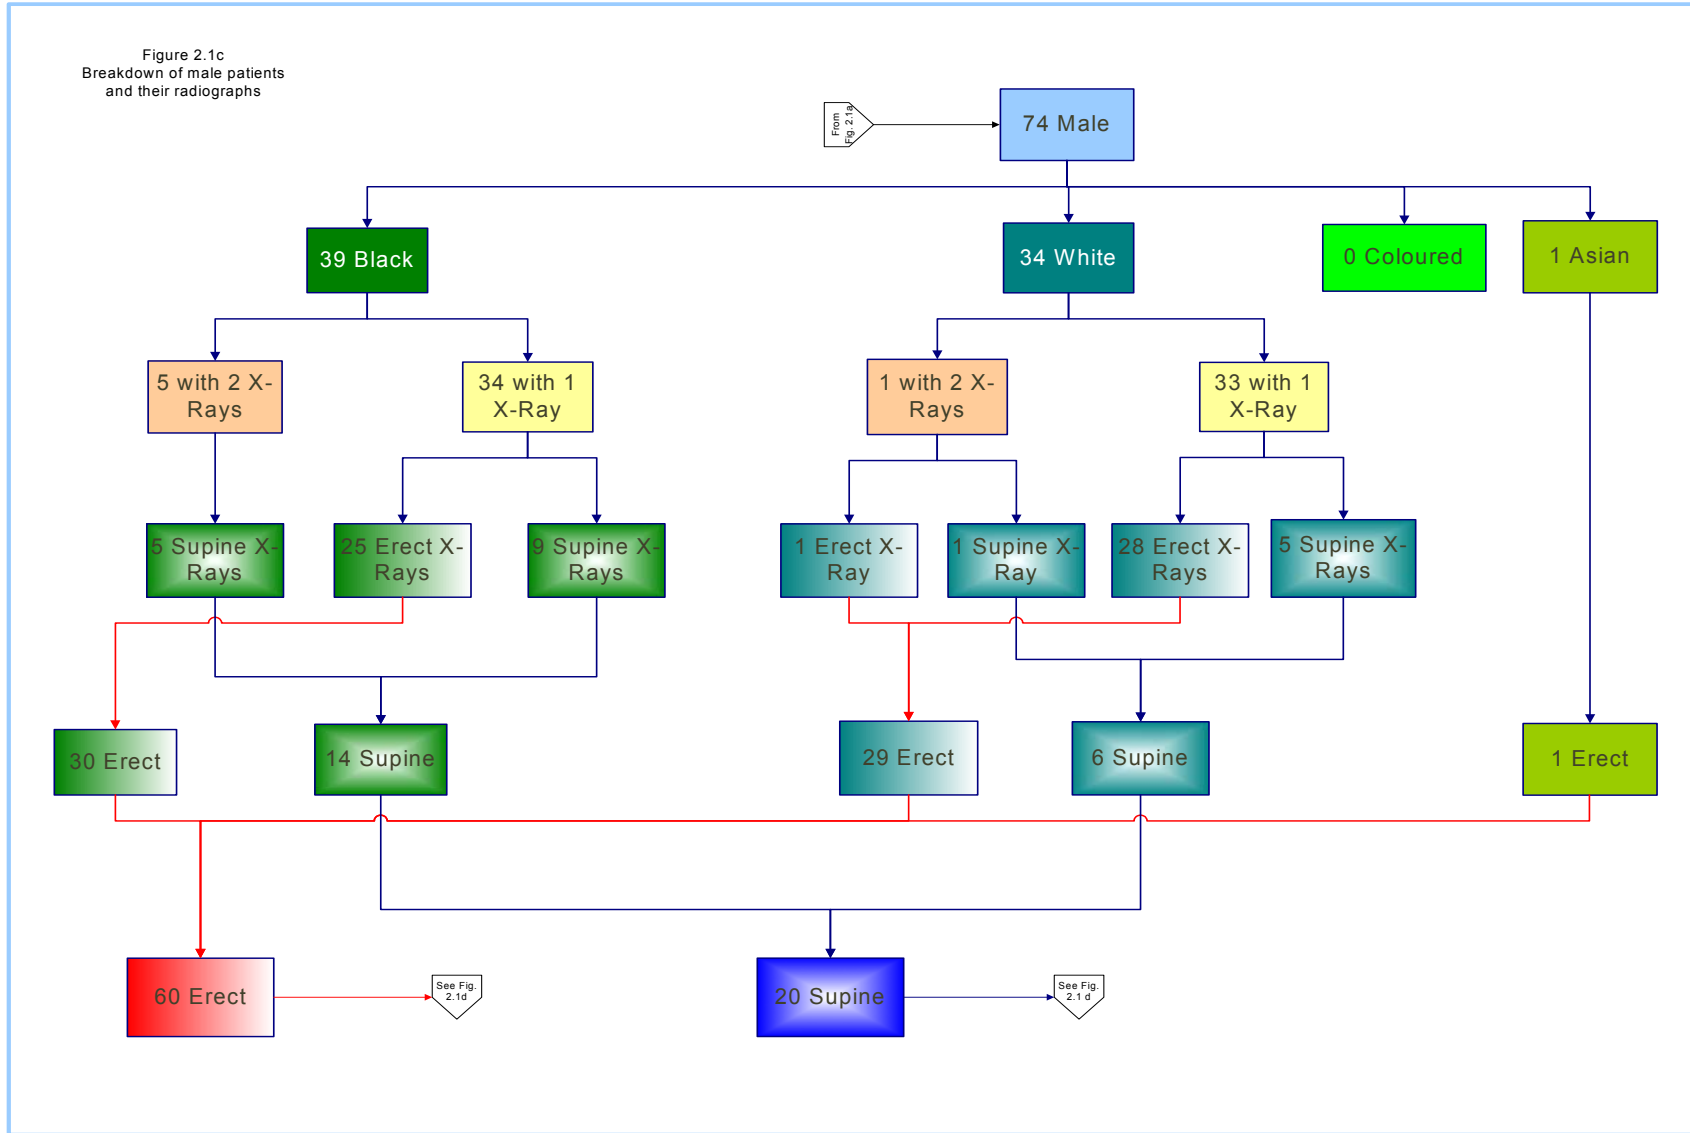 Figure 2.1c
Breakdown of male patients
and their radiographs
From
Fig. 2.1a
74 Male
39 Black
34 White
0 Coloured
1 Asian
5 with 2 X-
Rays
34 with 1
X-Ray
1 with 2 X-
Rays
33 with 1
X-Ray
5 Supine X-
Rays
25 Erect X-
Rays
9 Supine X-
Rays
1 Erect X-
Ray
1 Supine X-
Ray
28 Erect X-
Rays
5 Supine X-
Rays
30 Erect
14 Supine
29 Erect
6 Supine
1 Erect
60 Erect
See Fig.
2.1d
20 Supine
See Fig.
2.1 d